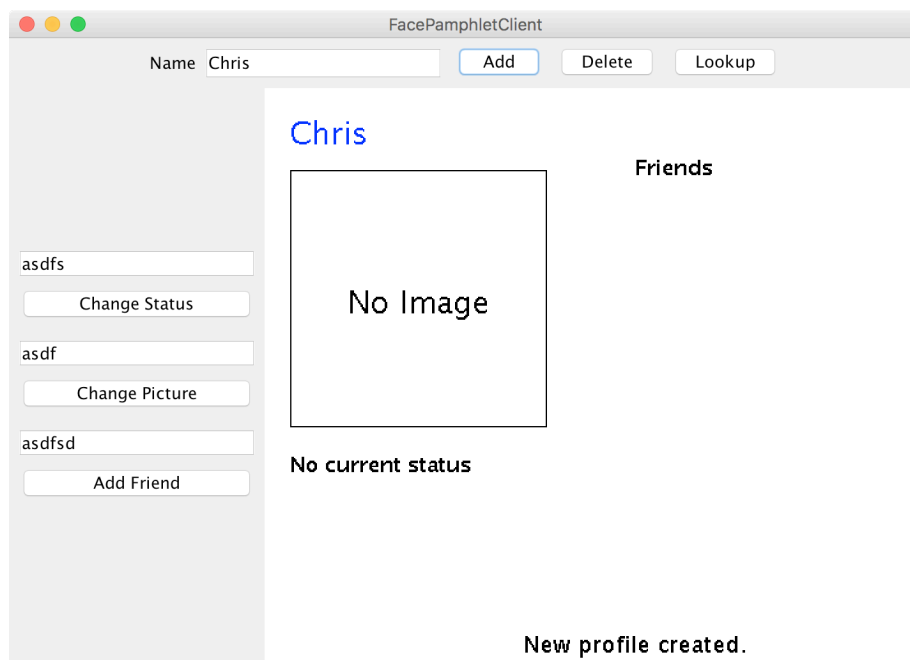 FacePamphletClient
Name Chris Add Delete Lookup
Chris
Friends
asdfs
Change Status
No Image
asdf
Change Picture
asdfsd
No current status
Add Friend
New profile created.